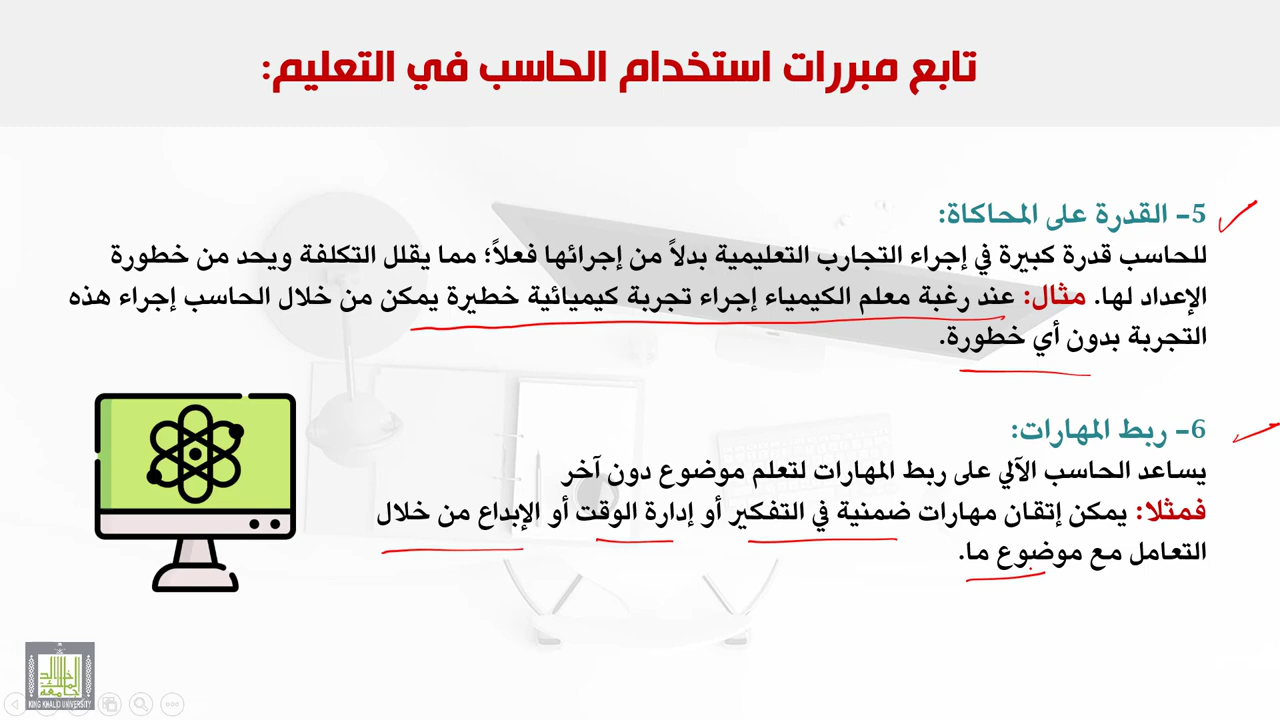 تابع مبررات استخدام الحاسب في التعليم:
5- القدرة على المحاكاة:
للحاسب قدرة كبيرة في إجراء التجارب التعليمية بدلاً من إجرائها فعلاً؛ مما يقلل التكلفة ويحد من خطورة
الإعداد لها. مثال: عند رغبة معلم الكيمياء إجراء تجربة كيميائية خطيرة يمكن من خلال الحاسب إجراء هذه
التجربة بدون أي خطورة.
6- ربط المهارات:
يساعد الحاسب الآلي على ربط المهارات لتعلم موضوع دون آخر
فمثلا: يمكن إتقان مهارات ضمنية في التفكير أو إدارة الوقت أو الإبداع من خلال
التعامل مع موضوع ما.
جامعة الملك خالد
KING KHALID UNIVERSITY